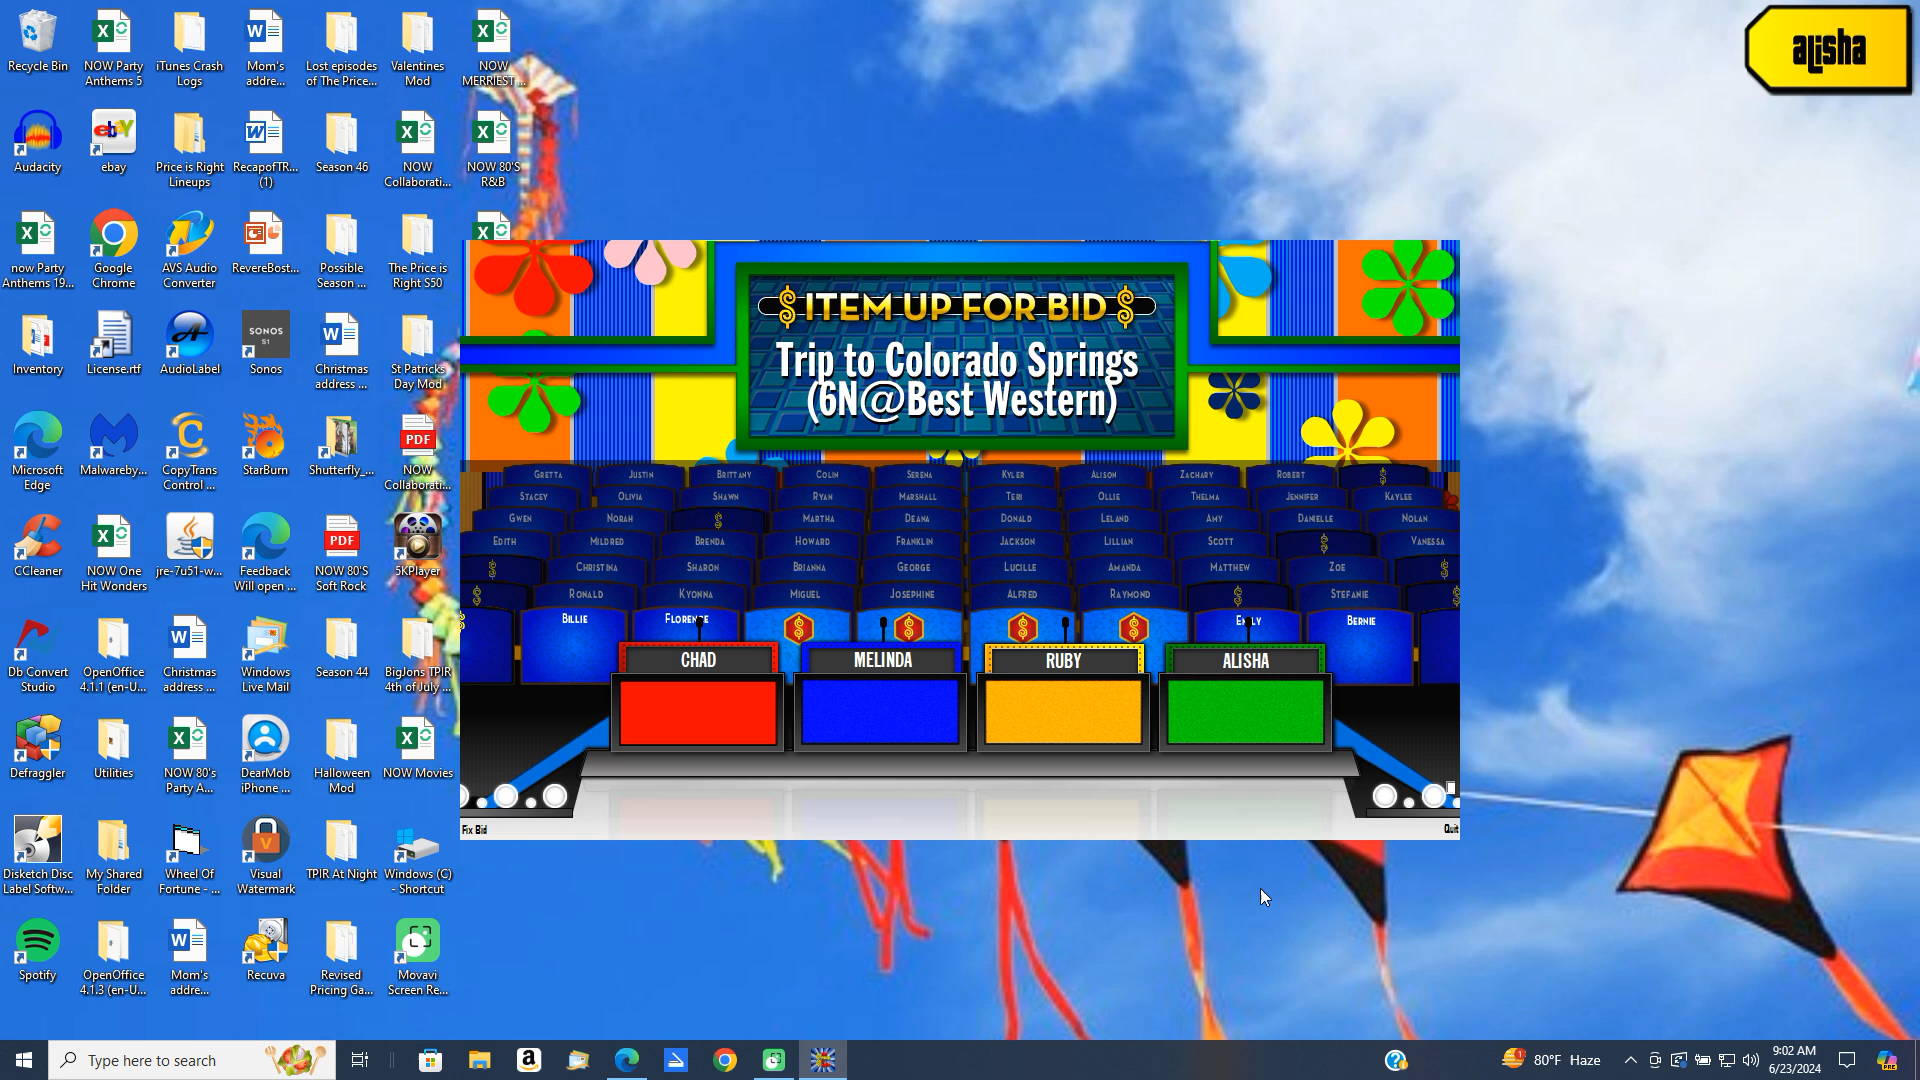 Recycle Bin
NOW Party
Anthems 5
iTunes Crash
Logs
Mom's
addre...
Lost episodes
of The Price...
Valentines
Mod
NOW
MERRIEST ...
alisha
Audacity
ebay
Price is Right
Lineups
RecapofTR...
(1)
Season 46
NOW
Collaborati...
NOW 80'S
R&B
now Party
Anthems 19...
Google
Chrome
AVS Audio
Converter
RevereBost...
Possible
Season ...
The Price is
Right S50
Inventory
License.rtf
AudioLabel
SONOS
S1
Sonos
Christmas
address ...
St Patricks
Day Mod
Microsoft
Edge
Malwareby...
CopyTrans
Control ...
StarBurn
Shutterfly_...
PDF
NOW
Collaborati...
CCleaner
NOW One
Hit Wonders
jre-7u51-w...
Feedback
Will open ...
PDF
NOW 80'S
Soft Rock
5KPlayer
Db Convert
Studio
OpenOffice
4.1.1 (en-U...
Christmas
address ...
Windows
Live Mail
Season 44
BigJons TPIR
4th of July ...
Defraggler
Utilities
NOW 80's
Party A...
DearMob
iPhone ...
Halloween
Mod
NOW Movies
Disketch Disc
Label Softw...
My Shared
Folder
Wheel Of
Fortune - ...
Visual
Watermark
TPIR At Night
Windows (C)
- Shortcut
Spotify
OpenOffice
4.1.3 (en-U...
Mom's
addre...
Recuva
Revised
Pricing Ga...
Movavi
Screen Re...
$ ITEM UP FOR BID $
Trip to Colorado Springs
(6N@Best Western)
GRETTA JUSTIN BRITTANY COLIN SERENA KYLER ALISON ZACHARY ROBERT
STACEY OLIVIA SHAWN RYAN MARSHALL TERI OLLIE THELMA JENNIFER KAYLEE
GWEN NORAH MARTHA DEANA DONALD LELAND AMY DANIELLE NOLAN
EDITH MILDRED BRENDA HOWARD FRANKLIN JACKSON LILLIAN SCOTT VANESSA
CHRISTINA SHARON BRIANNA GEORGE LUCILLE AMANDA MATTHEW ZOE
RONALD KYONNA MIGUEL JOSEPHINE ALFRED RAYMOND STEFANIE
BILLIE FLORENCE EMILY BERNIE
CHAD MELINDA RUBY ALISHA
Fix Bid
Quit
Type here to search
80°F Haze
9:02 AM
6/23/2024